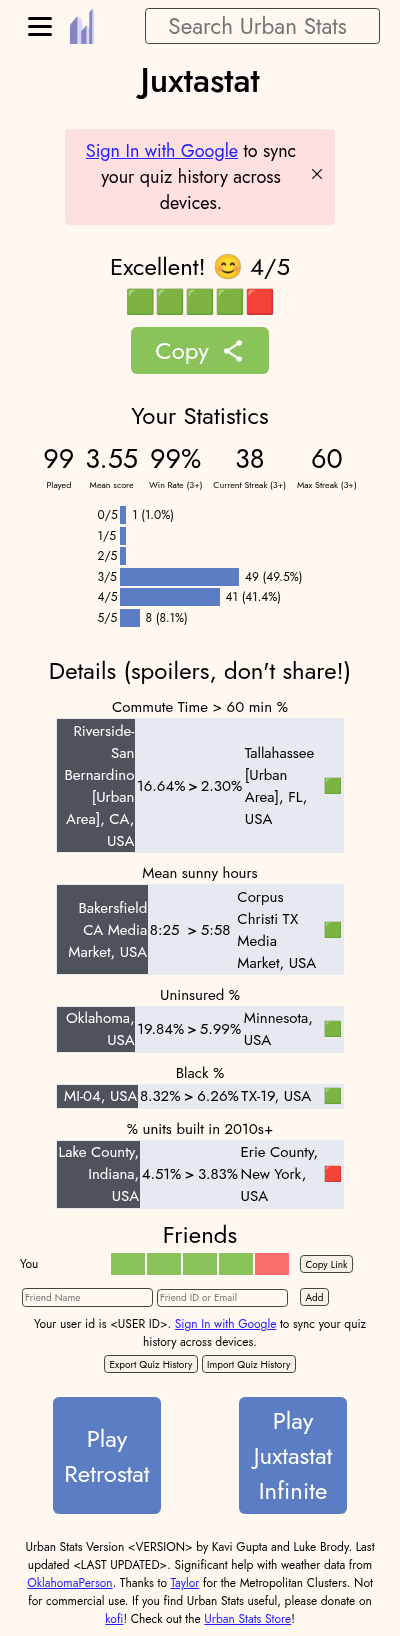 Search Urban Stats
Juxtastat
Sign In with Google to sync
your quiz history across
devices.
Excellent! 😊 4/5
🟩🟩🟩🟩🟥
Copy
Your Statistics
99 3.55 99% 38 60
Played Mean score Win Rate (3+) Current Streak (3+) Max Streak (3+)
0/5 1 (1.0%)
1/5
2/5
3/5 49 (49.5%)
4/5 41 (41.4%)
5/5 8 (8.1%)
Details (spoilers, don't share!)
Commute Time > 60 min %
Riverside-
San
Bernardino
[Urban
Area], CA,
USA
16.64% > 2.30%
Tallahassee
[Urban
Area], FL,
USA
🟩
Mean sunny hours
Bakersfield
CA Media
Market, USA
8:25 > 5:58
Corpus
Christi TX
Media
Market, USA
🟩
Uninsured %
Oklahoma,
USA
19.84% > 5.99%
Minnesota,
USA
🟩
Black %
MI-04, USA 8.32% > 6.26% TX-19, USA 🟩
% units built in 2010s+
Lake County,
Indiana,
USA
4.51% > 3.83%
Erie County,
New York,
USA
🟥
Friends
You Copy Link
Friend Name Friend ID or Email Add
Your user id is <USER ID>. Sign In with Google to sync your quiz
history across devices.
Export Quiz History Import Quiz History
Play
Retrostat
Play
Juxtastat
Infinite
Urban Stats Version <VERSION> by Kavi Gupta and Luke Brody. Last
updated <LAST UPDATED>. Significant help with weather data from
OklahomaPerson. Thanks to Taylor for the Metropolitan Clusters. Not
for commercial use. If you find Urban Stats useful, please donate on
kofi! Check out the Urban Stats Store!